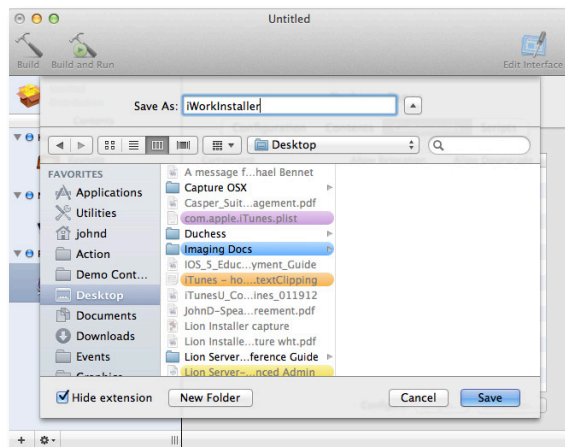 Untitled
Build
Build and Run
Edit Interface
Save As: iWorkInstaller
Desktop
FAVORITES
Applications
Utilities
johnd
Action
Demo Cont...
Desktop
Documents
Downloads
Events
A message f...hael Bennet
Capture OSX
Casper_Suit...agement.pdf
com.apple.iTunes.plist
Duchess
Imaging Docs
IOS_5_Educ...yment_Guide
iTunes - ho...textClipping
iTunesU_Co...ines_011912
JohnD-Spea...reement.pdf
Lion Installer capture
Lion Installe...ture wht.pdf
Lion Server...ference Guide
Lion Server-...nced Admin
Hide extension
New Folder
Cancel
Save